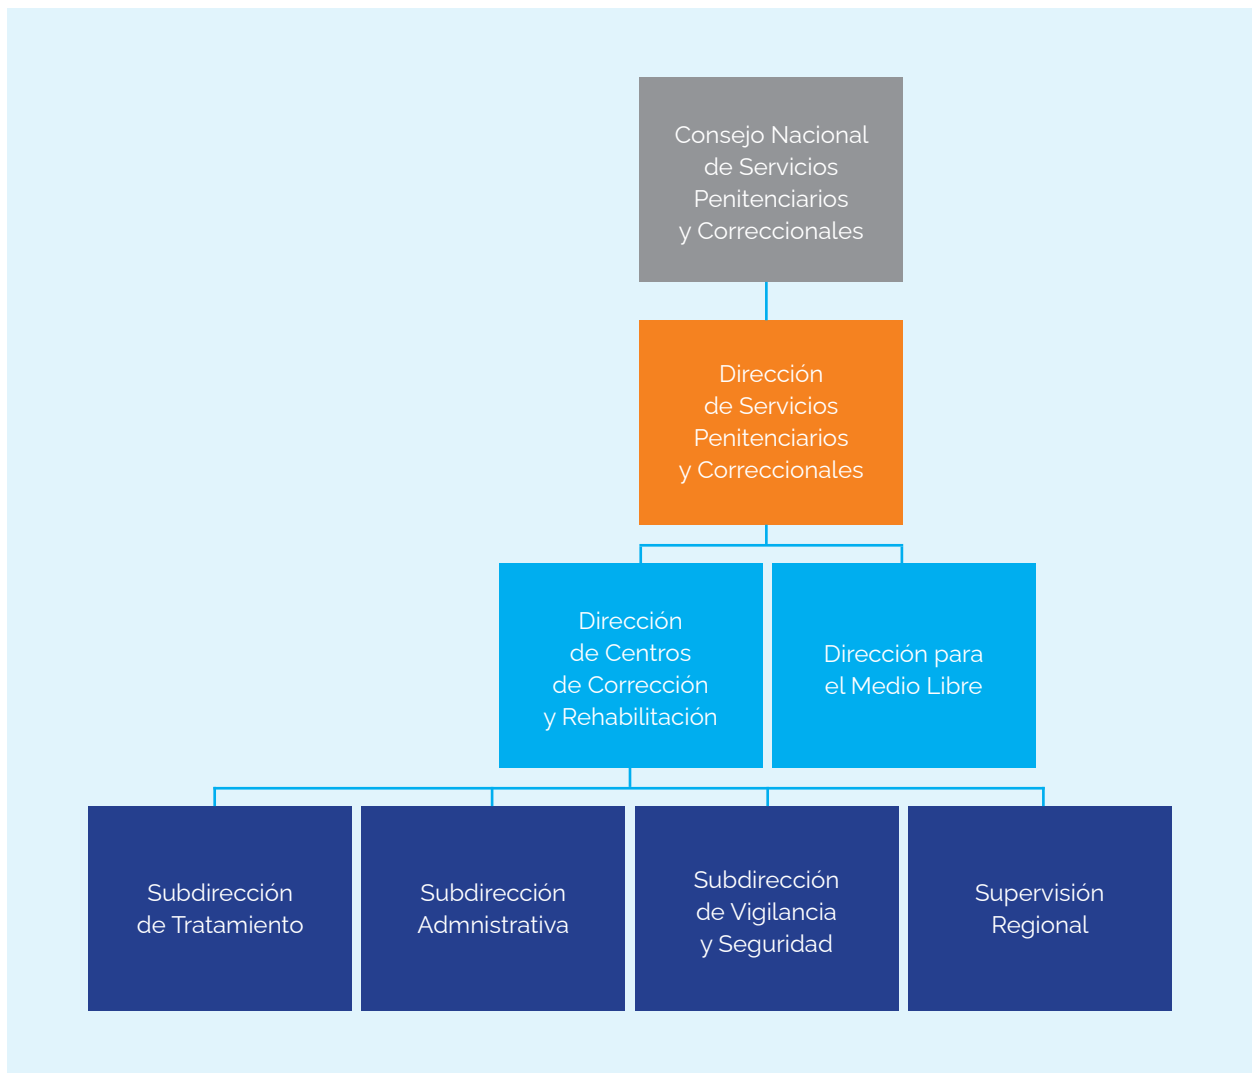 Consejo Nacional
de Servicios
Penitenciarios
y Correccionales
Dirección
de Servicios
Penitenciarios
y Correccionales
Dirección
de Centros
de Corrección
y Rehabilitación
Dirección para
el Medio Libre
Subdirección
de Tratamiento
Subdirección
Admnistrativa
Subdirección
de Vigilancia
y Seguridad
Supervisión
Regional